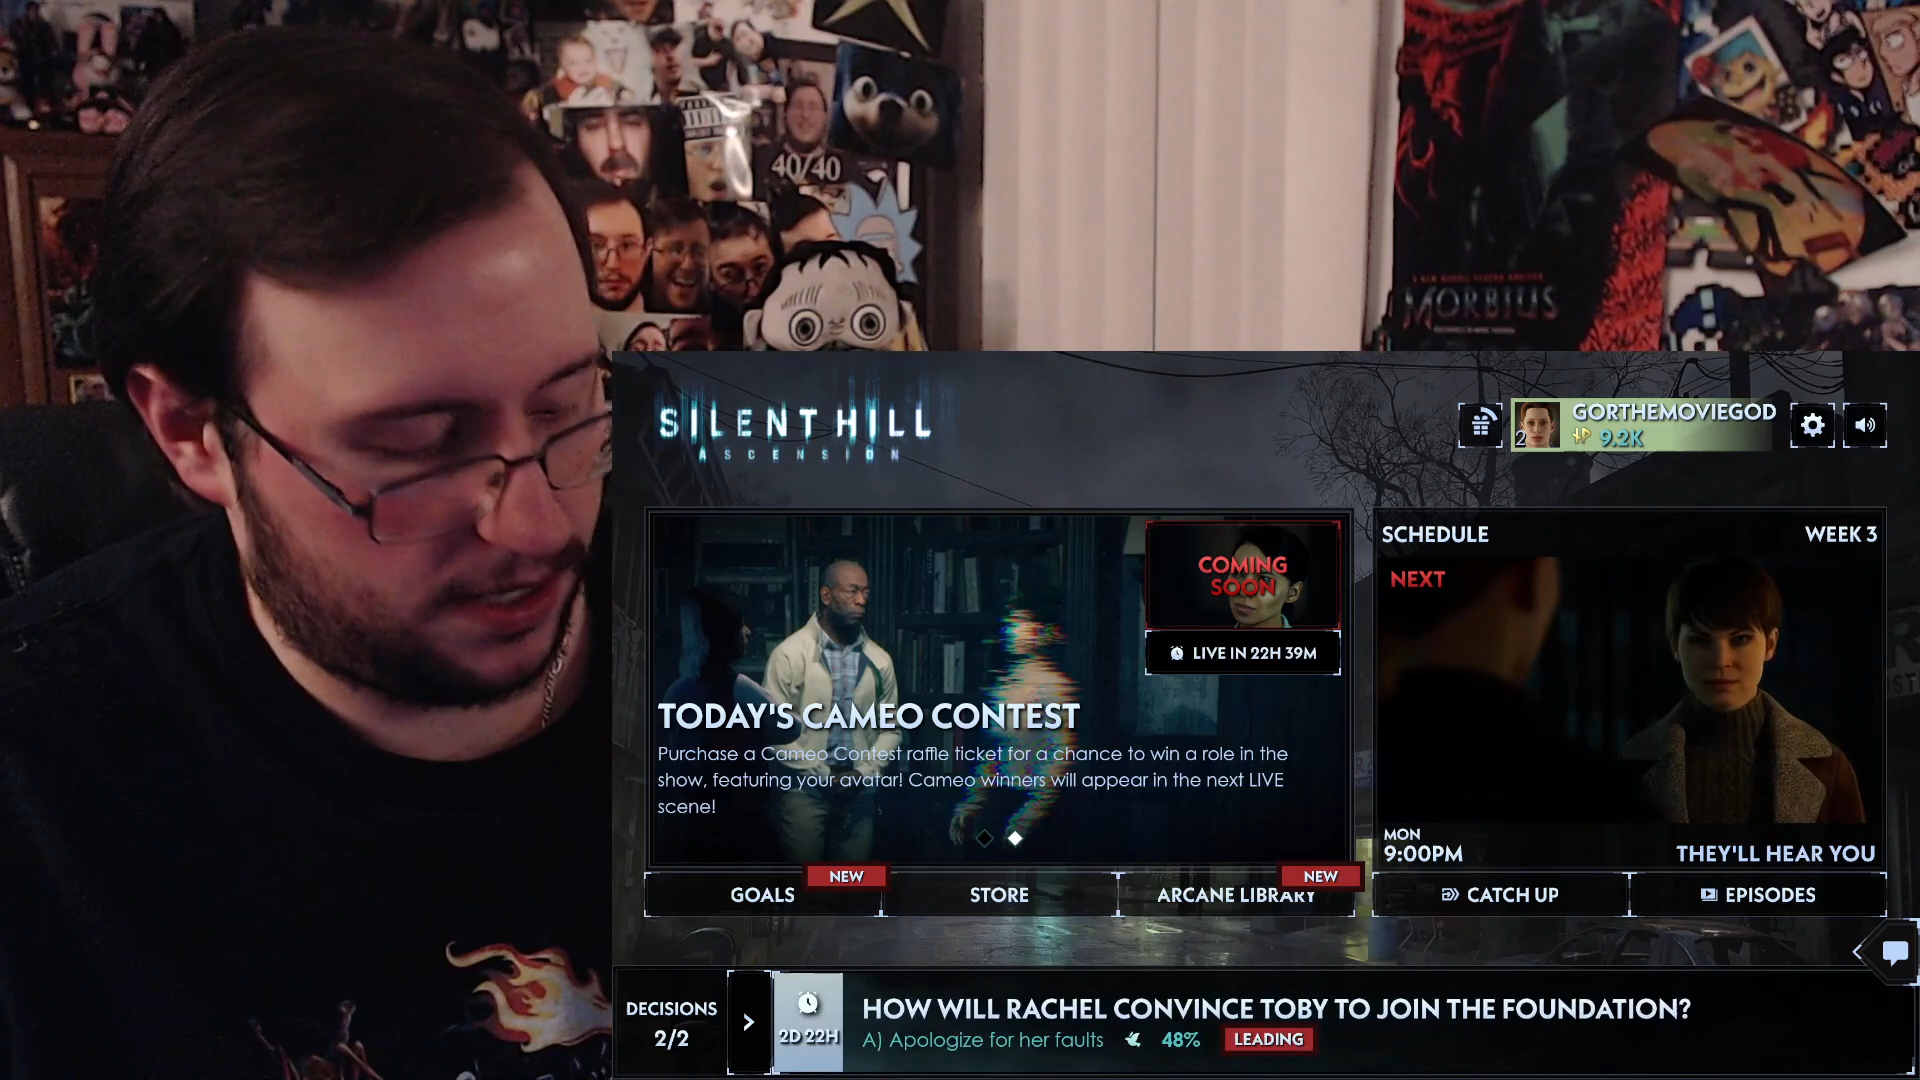 40/40
MORBIUS
SILENT HILL
ASCENSION
2
GORTHEMOVIEGOD
9.2K
COMING
SOON
LIVE IN 22H 39M
TODAY'S CAMEO CONTEST
Purchase a Cameo Contest raffle ticket for a chance to win a role in the
show, featuring your avatar! Cameo winners will appear in the next LIVE
scene!
SCHEDULE
WEEK 3
NEXT
MON
9:00PM
THEY'LL HEAR YOU
NEW
NEW
GOALS
STORE
ARCANE LIBRARY
CATCH UP
EPISODES
DECISIONS
2/2
2D 22H
HOW WILL RACHEL CONVINCE TOBY TO JOIN THE FOUNDATION?
A) Apologize for her faults 48% LEADING